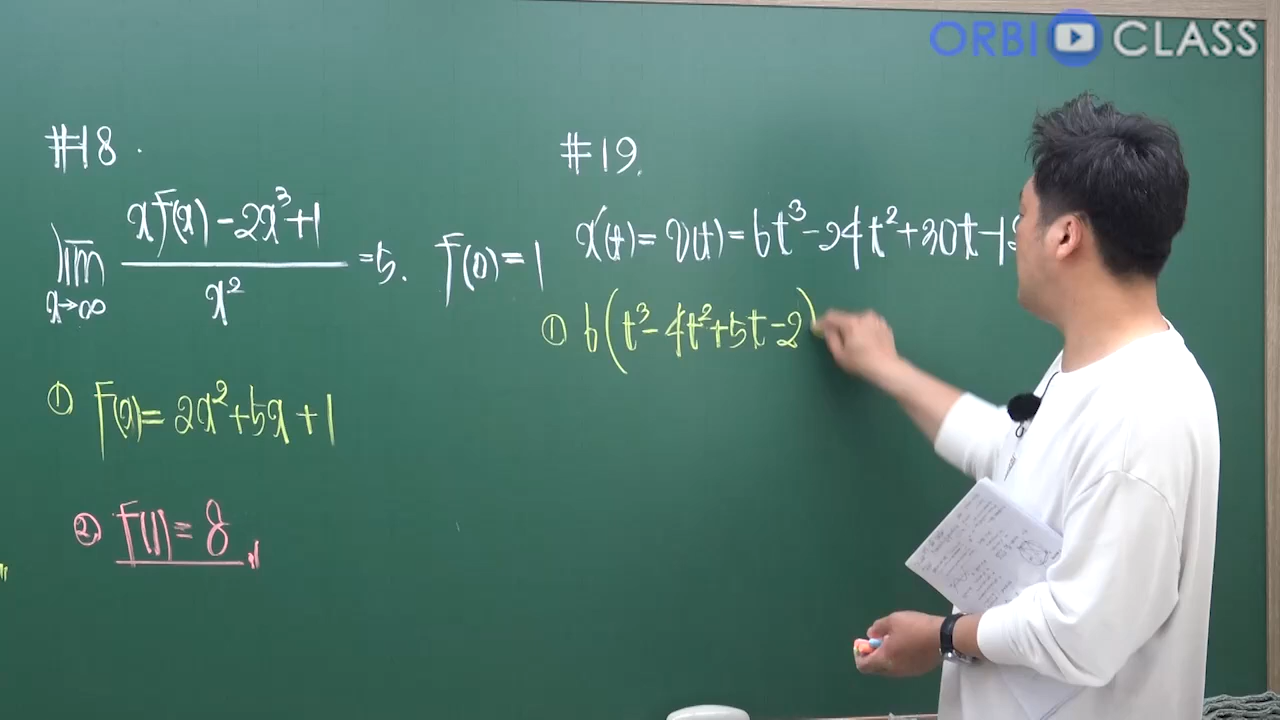 ORBI CLASS
#18.
lim x→∞ (xf(x) - 2x³ + 1) / x² = 5. f(0) = 1
① f(x) = 2x² + 5x + 1
② f(1) = 8
#19.
x'(t) = v(t) = 6t³ - 24t² + 30t - 1
① 6(t³ - 4t² + 5t - 2)